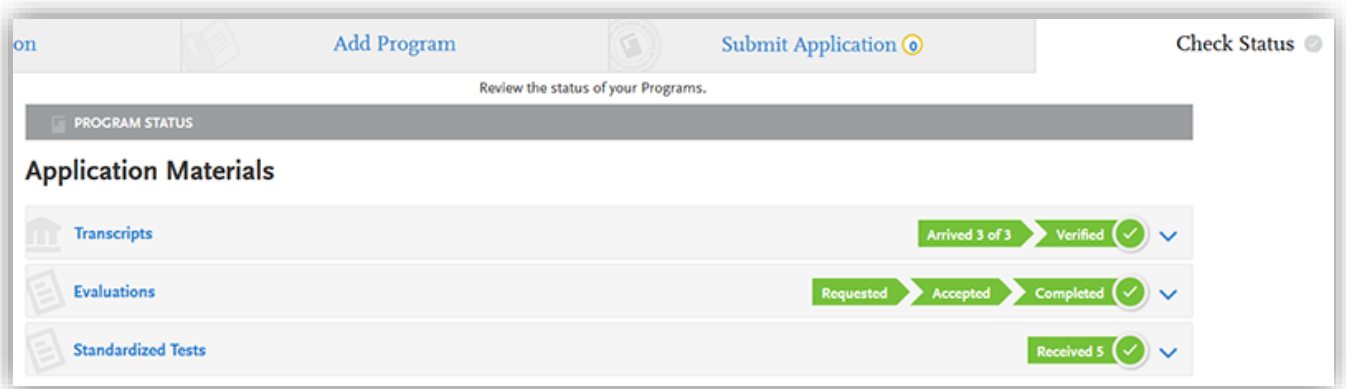 on Add Program Submit Application 0 Check Status
Review the status of your Programs.
PROGRAM STATUS
Application Materials
Transcripts Arrived 3 of 3 Verified
Evaluations Requested Accepted Completed
Standardized Tests Received 5